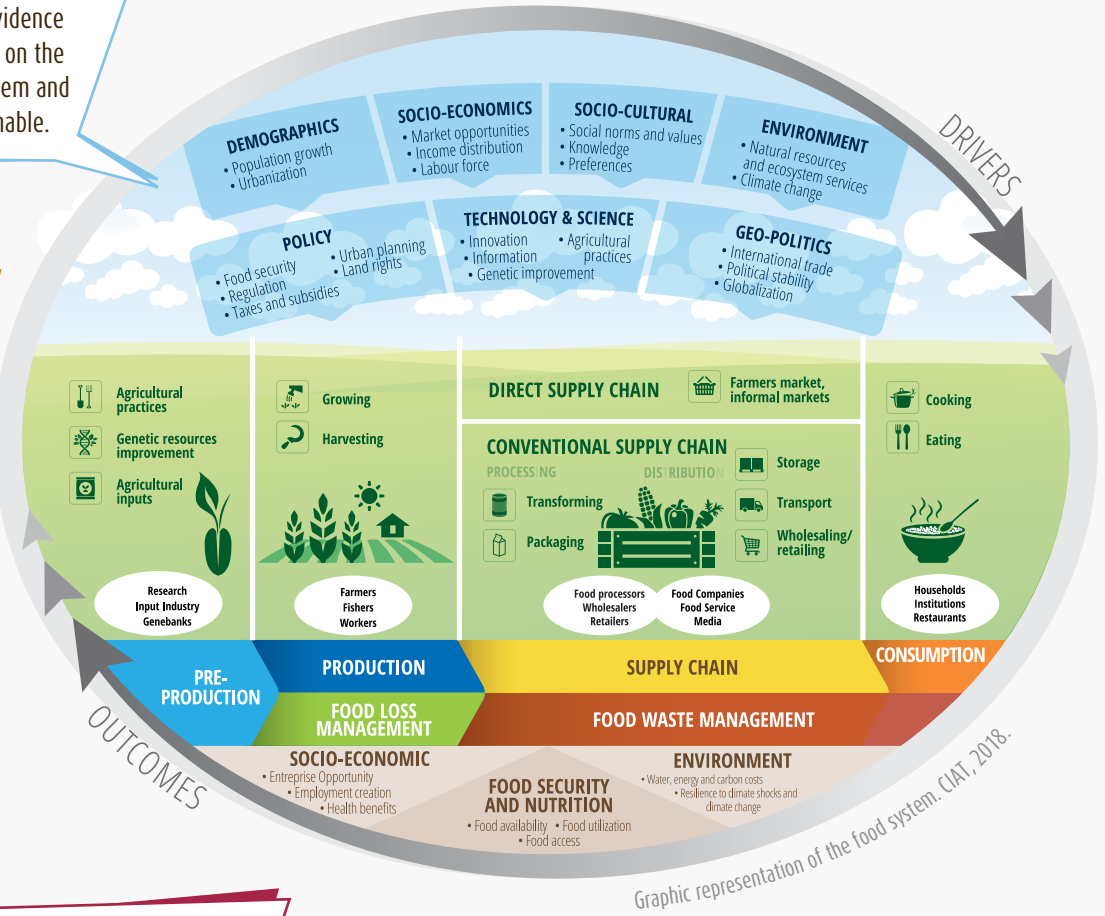 vidence
on the
em and
nable.
DRIVERS
DEMOGRAPHICS
• Population growth
• Urbanization
SOCIO-ECONOMICS
• Market opportunities
• Income distribution
• Labour force
SOCIO-CULTURAL
• Social norms and values
• Knowledge
• Preferences
ENVIRONMENT
• Natural resources
and ecosystem services
• Climate change
POLICY
• Food security
• Regulation
• Taxes and subsidies
• Urban planning
• Land rights
TECHNOLOGY & SCIENCE
• Innovation
• Information
• Genetic improvement
• Agricultural
practices
GEO-POLITICS
• International trade
• Political stability
• Globalization
Agricultural
practices
Genetic resources
improvement
Agricultural
inputs
Research
Input Industry
Genebanks
Growing
Harvesting
Farmers
Fishers
Workers
DIRECT SUPPLY CHAIN
Farmers market,
informal markets
CONVENTIONAL SUPPLY CHAIN
PROCESSING
DISTRIBUTION
Transforming
Packaging
Storage
Transport
Wholesaling/
retailing
Food processors
Wholesalers
Retailers
Food Companies
Food Service
Media
Cooking
Eating
Households
Institutions
Restaurants
PRE-
PRODUCTION
PRODUCTION
SUPPLY CHAIN
CONSUMPTION
FOOD LOSS
MANAGEMENT
FOOD WASTE MANAGEMENT
OUTCOMES
SOCIO-ECONOMIC
• Entreprise Opportunity
• Employment creation
• Health benefits
FOOD SECURITY
AND NUTRITION
• Food availability • Food utilization
• Food access
ENVIRONMENT
• Water, energy and carbon costs
• Resilience to climate shocks and
climate change
Graphic representation of the food system. CIAT, 2018.